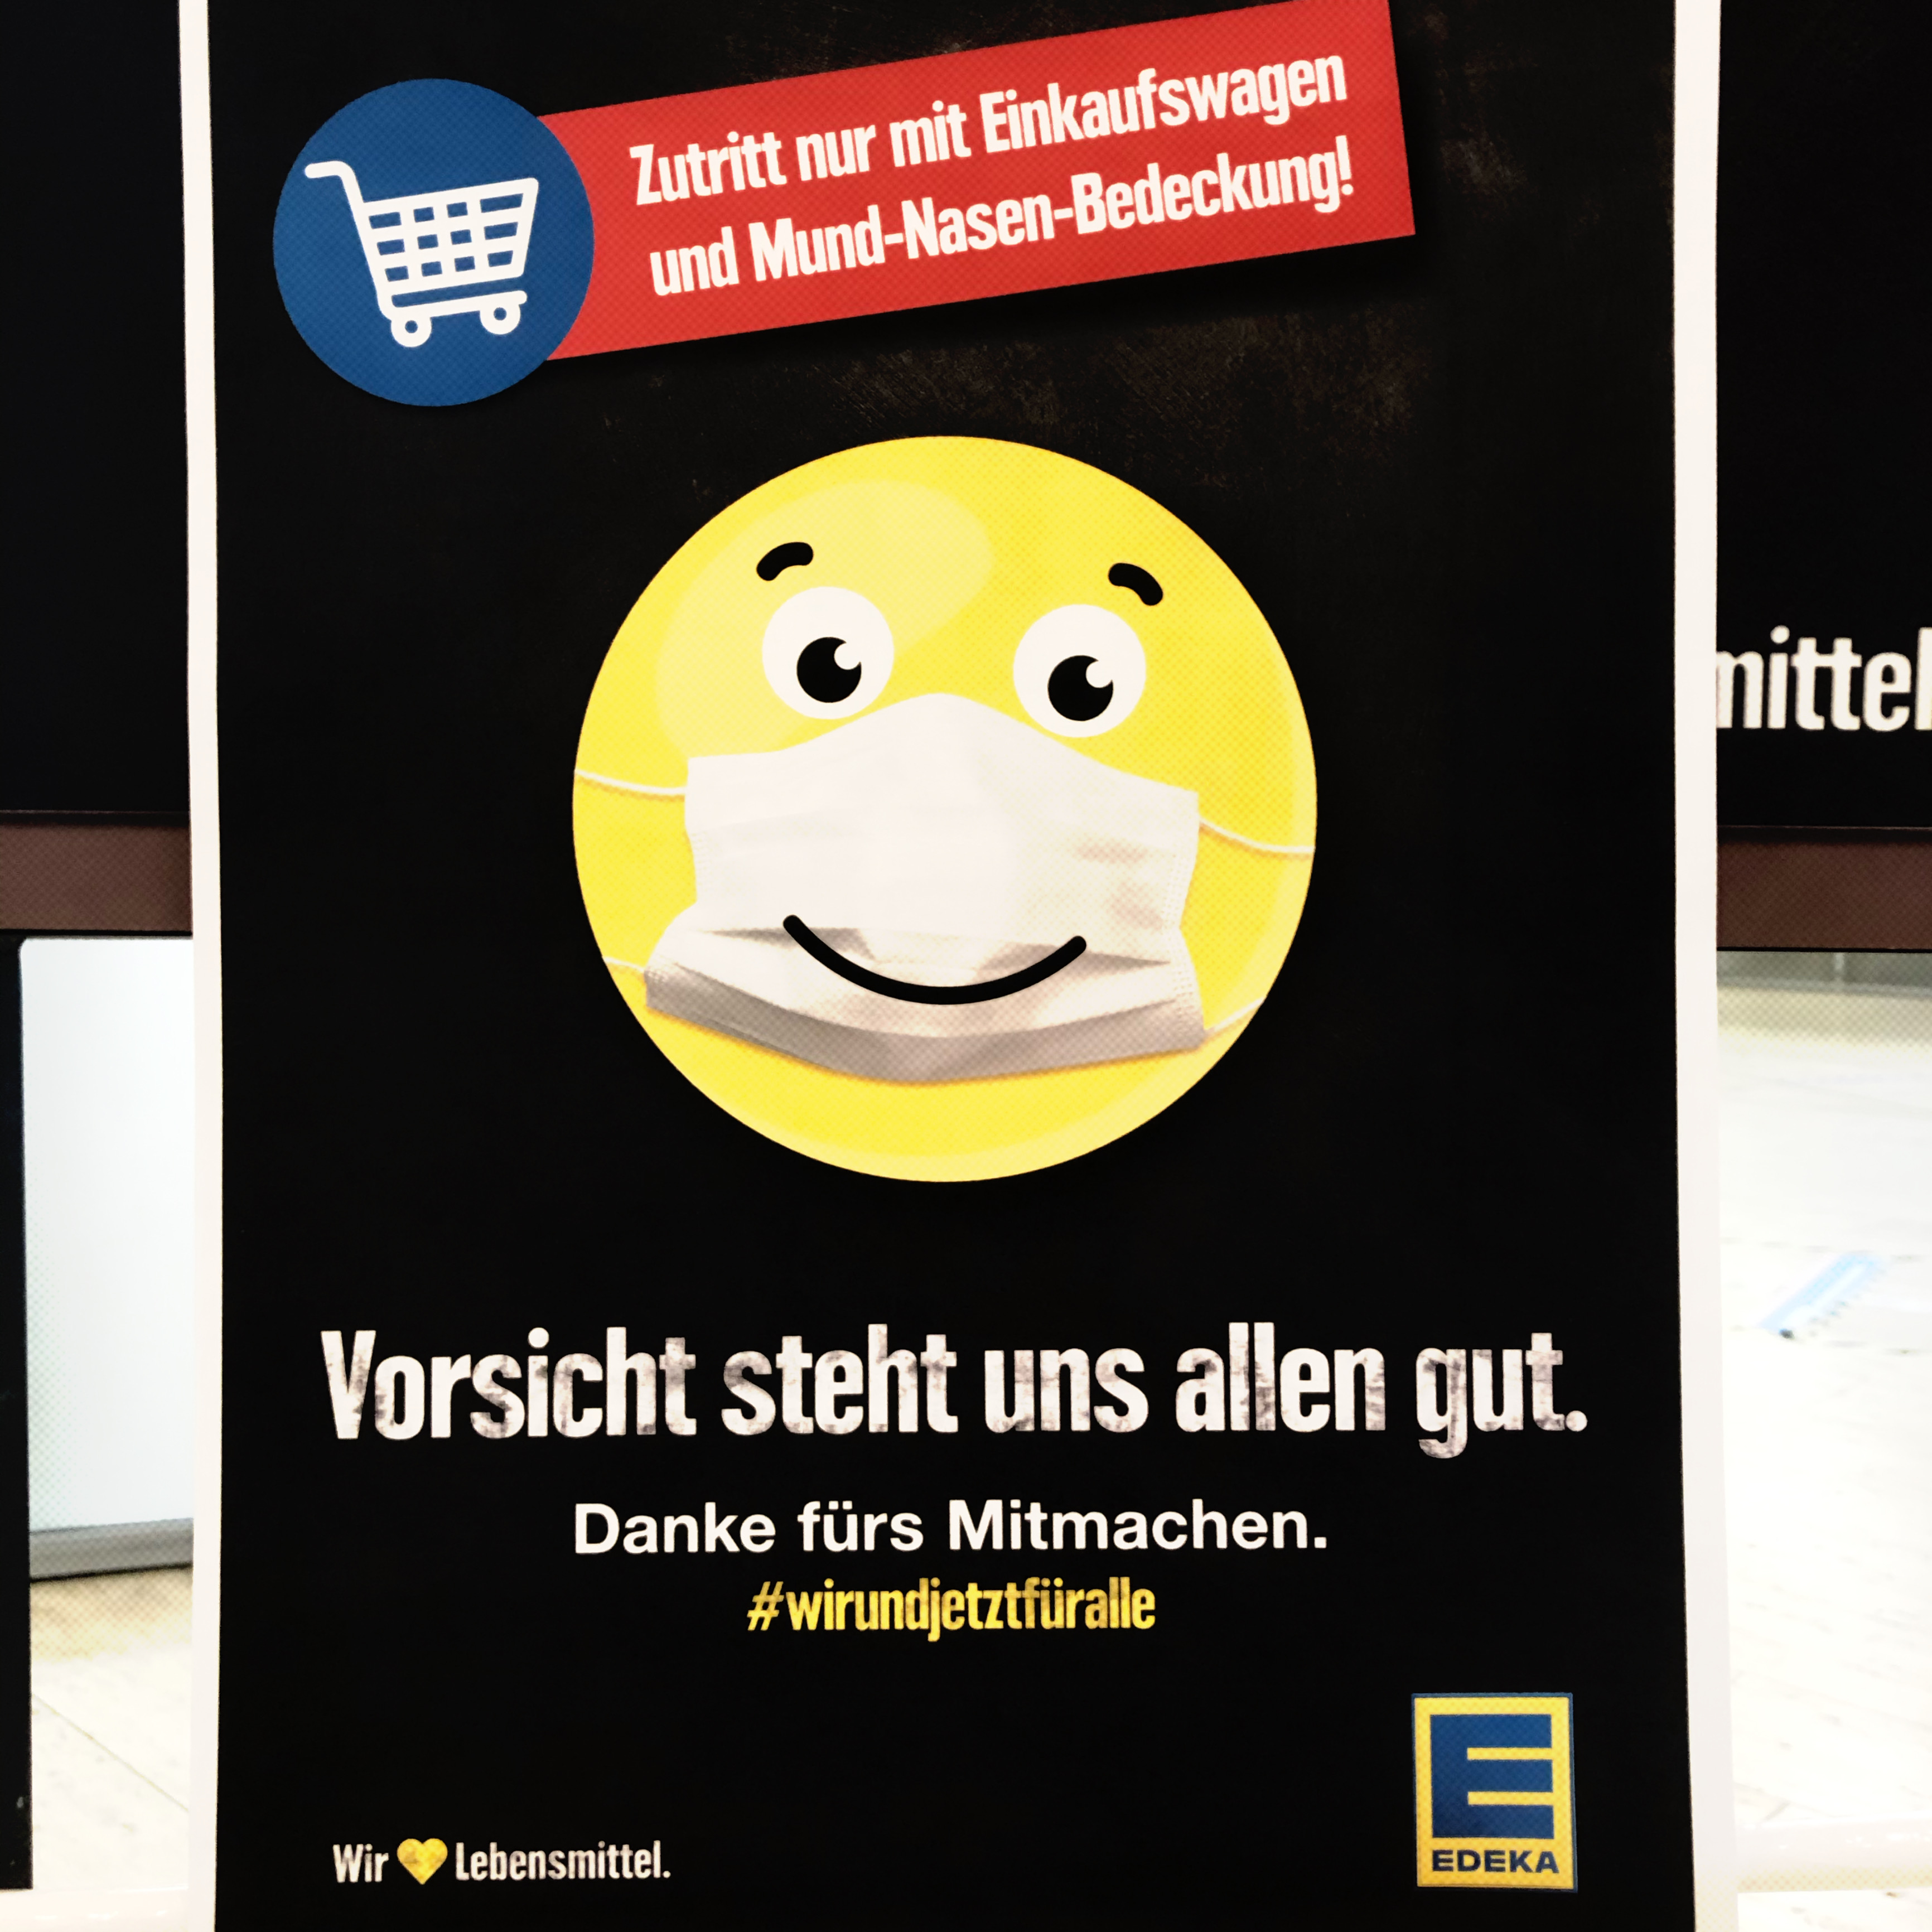 Zutritt nur mit Einkaufswagen
und Mund-Nasen-Bedeckung!
mittel
Vorsicht steht uns allen gut.
Danke fürs Mitmachen.
#wirundjetztfüralle
Wir Lebensmittel.
EDEKA